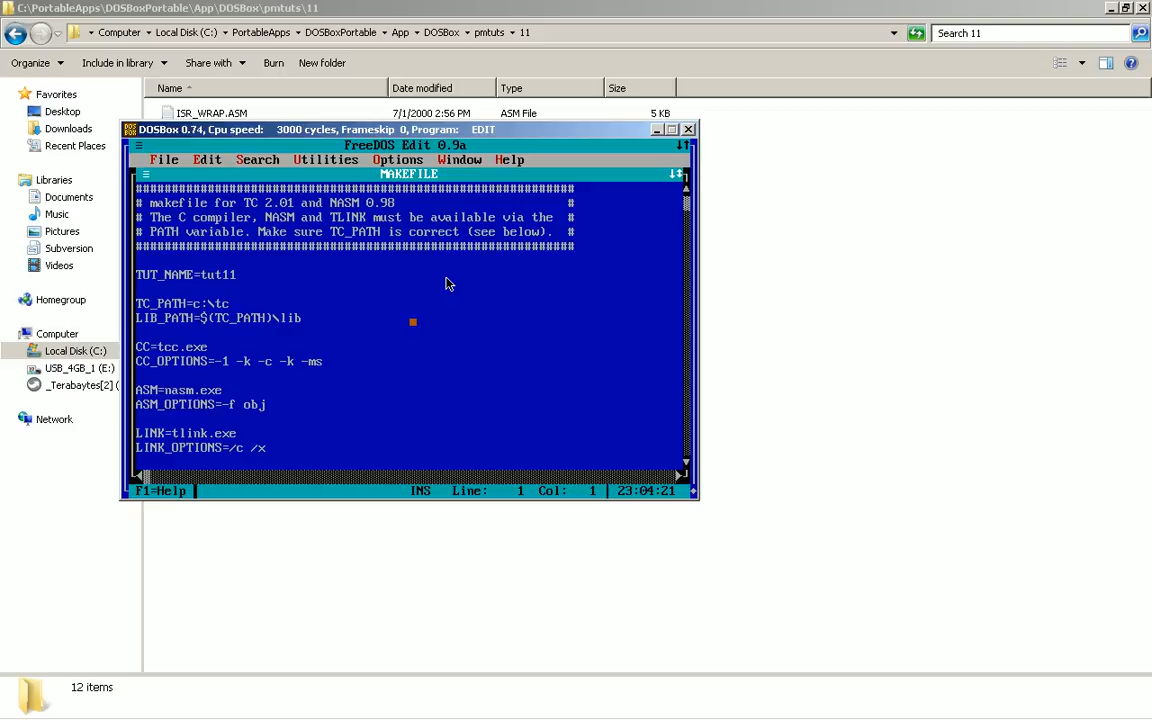 C:\PortableApps\DOSBoxPortable\App\DOSBox\pmtuts\11
Computer Local Disk (C:) PortableApps DOSBoxPortable App DOSBox pmtuts 11
Search 11
Organize Include in library Share with Burn New folder
Name Date modified Type Size
ISR_WRAP.ASM 7/1/2000 2:56 PM ASM File 5 KB
Favorites
Desktop
Downloads
Recent Places
Libraries
Documents
Music
Pictures
Subversion
Videos
Homegroup
Computer
Local Disk (C:)
USB_4GB_1 (E:)
_Terabytes[2] (
Network
DOSBox 0.74, Cpu speed: 3000 cycles, Frameskip 0, Program: EDIT
FreeDOS Edit 0.9a
File Edit Search Utilities Options Window Help
MAKEFILE
#############################################################
# makefile for TC 2.01 and NASM 0.98 #
# The C compiler, NASM and TLINK must be available via the #
# PATH variable. Make sure TC_PATH is correct (see below). #
#############################################################
TUT_NAME=tut11
TC_PATH=c:\tc
LIB_PATH=$(TC_PATH)\lib
CC=tcc.exe
CC_OPTIONS=-1 -k -c -k -ms
ASM=nasm.exe
ASM_OPTIONS=-f obj
LINK=tlink.exe
LINK_OPTIONS=/c /x
F1=Help INS Line: 1 Col: 1 23:04:21
12 items